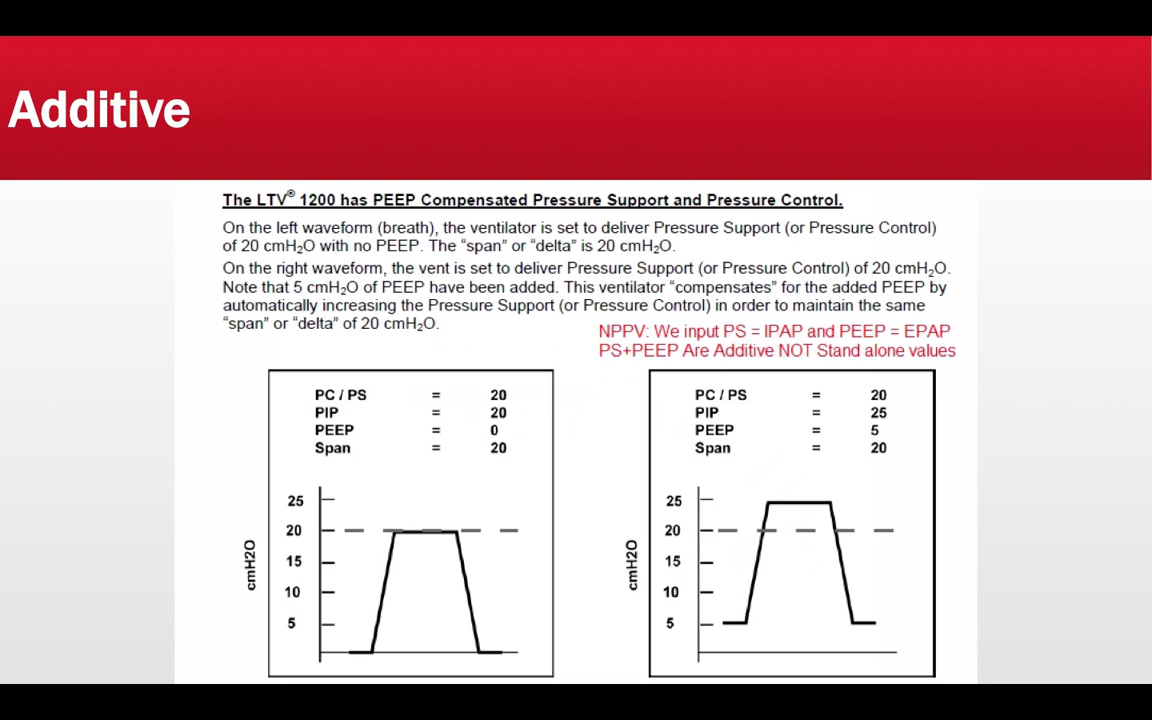 Additive
The LTV® 1200 has PEEP Compensated Pressure Support and Pressure Control.
On the left waveform (breath), the ventilator is set to deliver Pressure Support (or Pressure Control)
of 20 cmH₂O with no PEEP. The “span” or “delta” is 20 cmH₂O.
On the right waveform, the vent is set to deliver Pressure Support (or Pressure Control) of 20 cmH₂O.
Note that 5 cmH₂O of PEEP have been added. This ventilator “compensates” for the added PEEP by
automatically increasing the Pressure Support (or Pressure Control) in order to maintain the same
“span” or “delta” of 20 cmH₂O.
NPPV: We input PS = IPAP and PEEP = EPAP
PS+PEEP Are Additive NOT Stand alone values
PC / PS = 20
PIP = 20
PEEP = 0
Span = 20
25
20
15
10
5
cmH2O
PC / PS = 20
PIP = 25
PEEP = 5
Span = 20
25
20
15
10
5
cmH2O